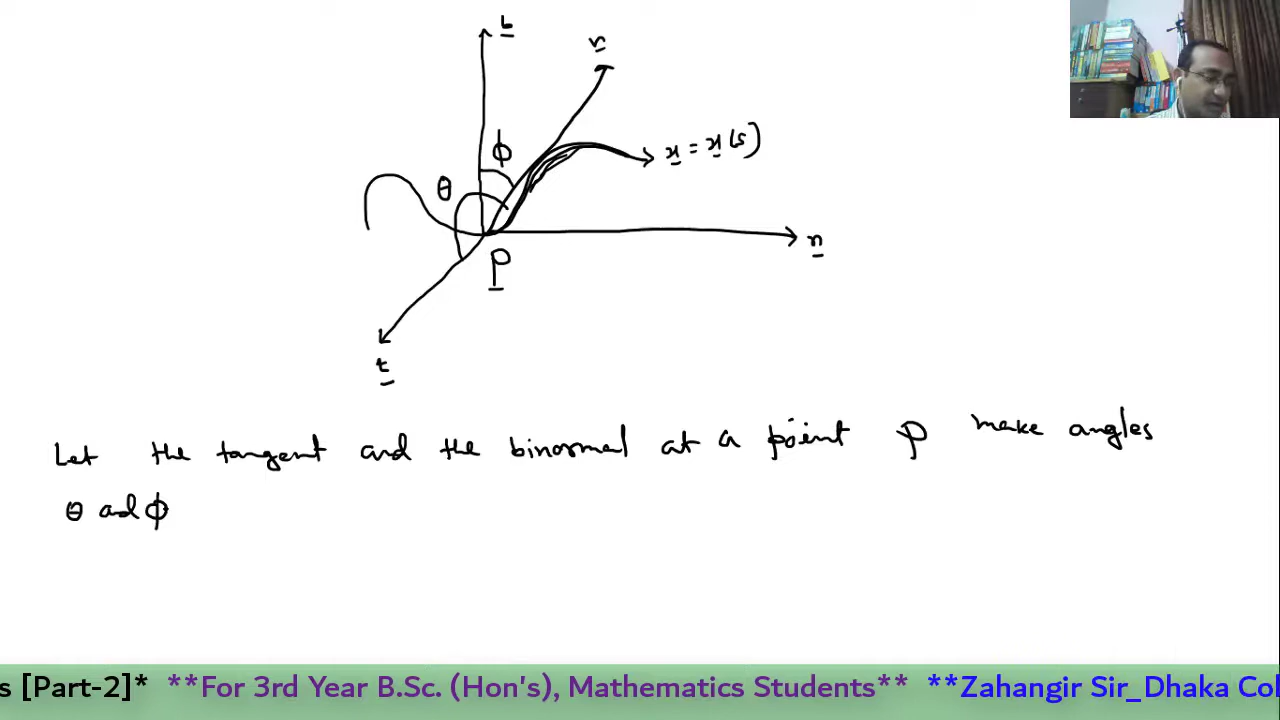 b
r
ϕ
x = x(s)
θ
n
P
t
Let the tangent and the binormal at a point P make angles
θ and ϕ
s [Part-2]* **For 3rd Year B.Sc. (Hon's), Mathematics Students** **Zahangir Sir_Dhaka Col